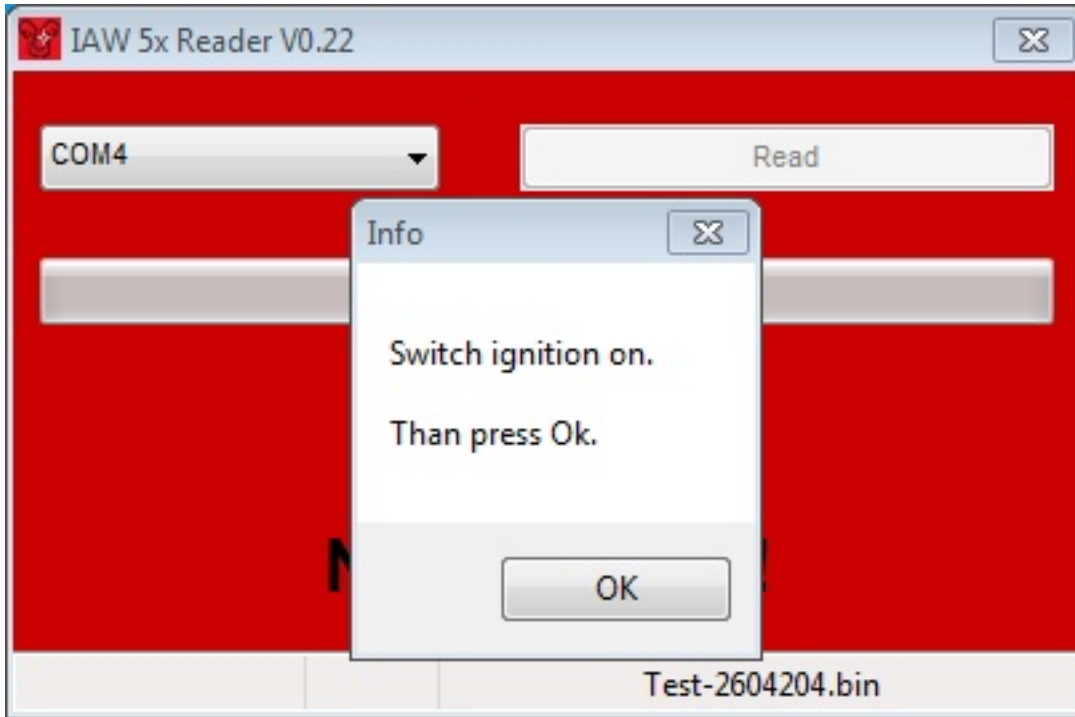 IAW 5x Reader V0.22
COM4
Read
Info
Switch ignition on.
Than press Ok.
OK
Test-2604204.bin